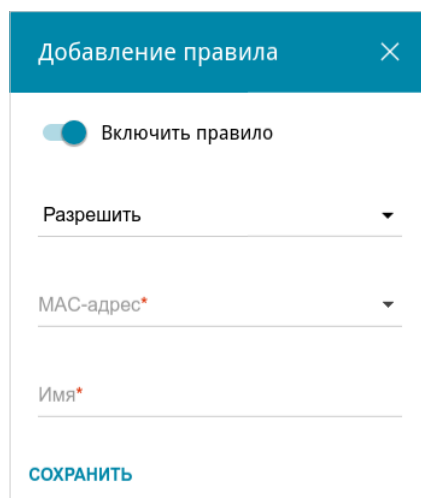 Добавление правила
Включить правило
Разрешить
MAC-адрес*
Имя*
СОХРАНИТЬ